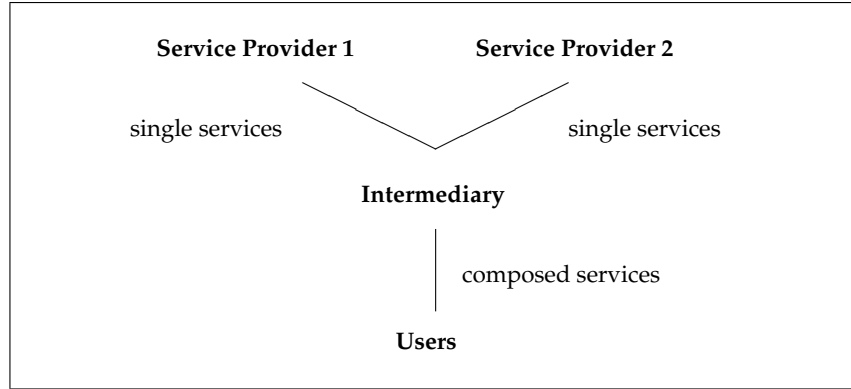 Service Provider 1 Service Provider 2
single services single services
Intermediary
composed services
Users